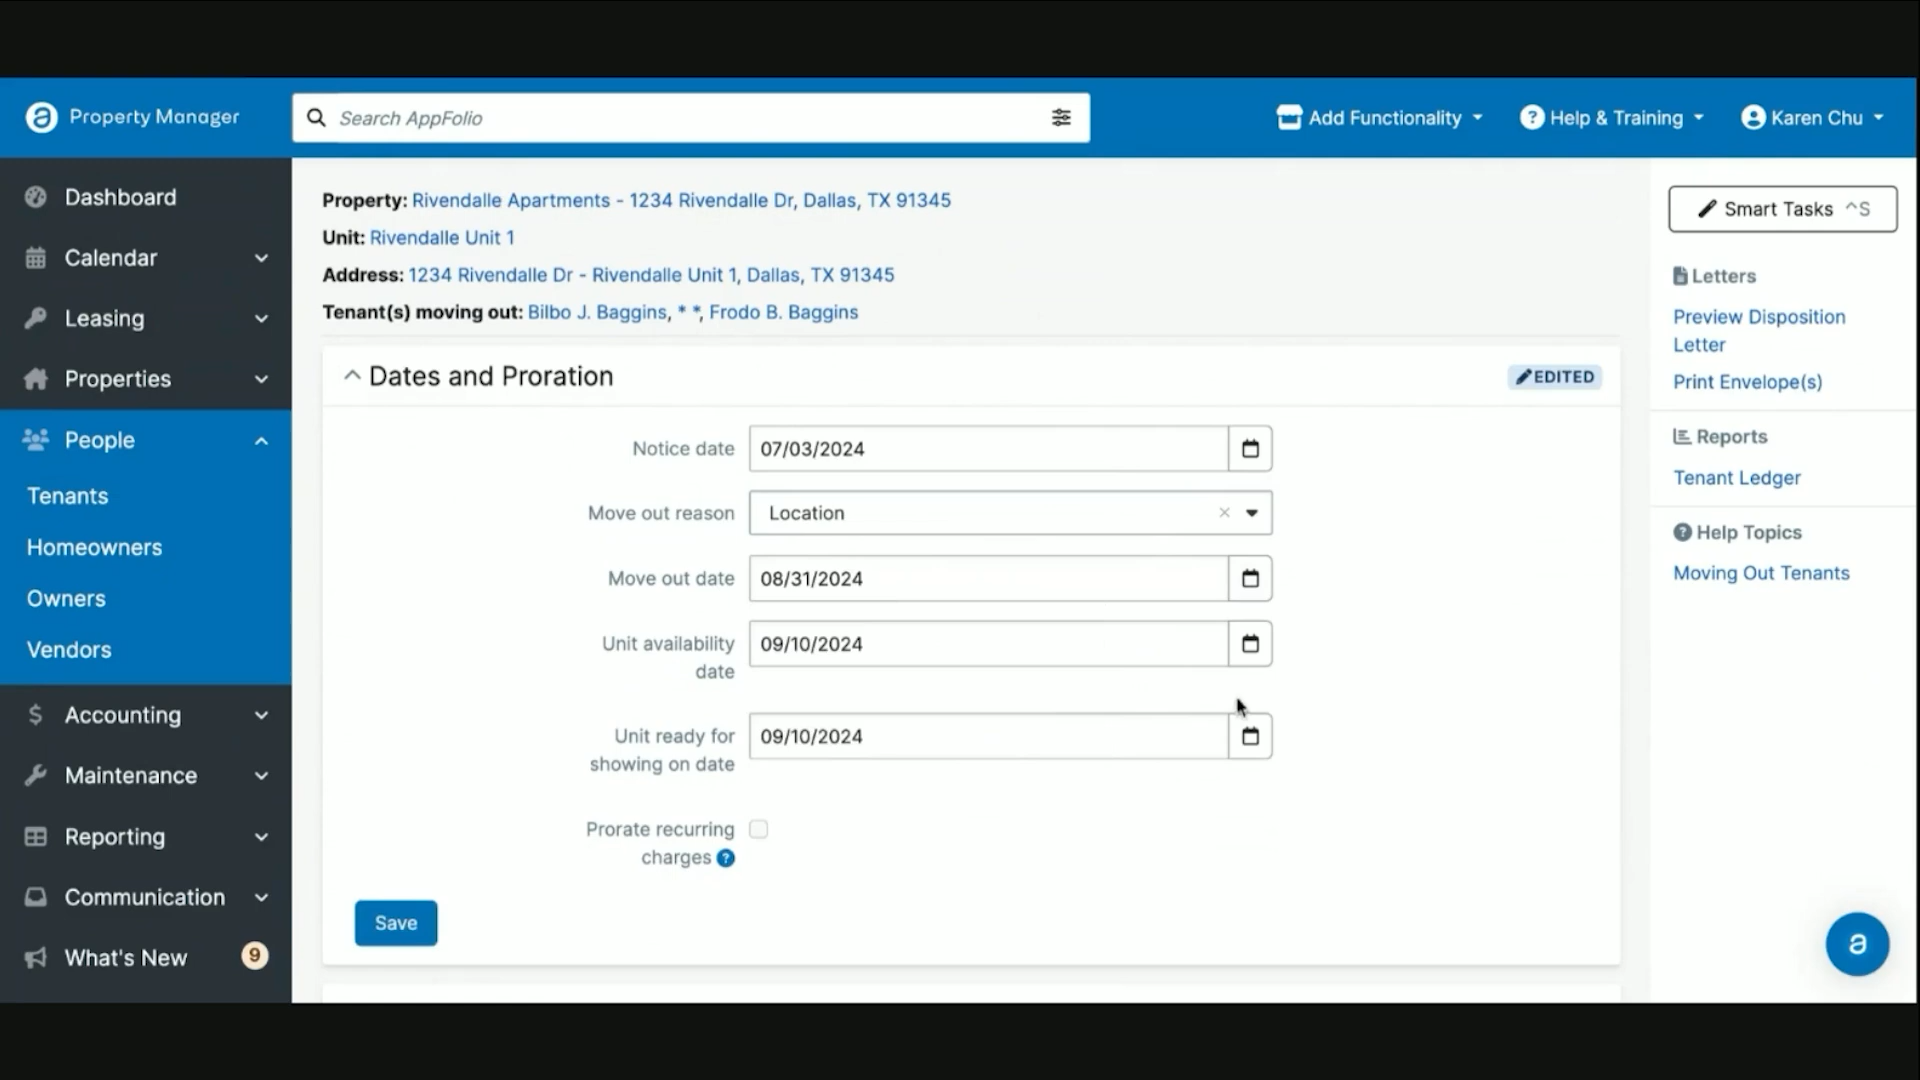 Property Manager
Search AppFolio
Add Functionality
Help & Training
Karen Chu
Dashboard
Calendar
Leasing
Properties
People
Tenants
Homeowners
Owners
Vendors
Accounting
Maintenance
Reporting
Communication
What's New 9
Property: Rivendalle Apartments - 1234 Rivendalle Dr, Dallas, TX 91345
Unit: Rivendalle Unit 1
Address: 1234 Rivendalle Dr - Rivendalle Unit 1, Dallas, TX 91345
Tenant(s) moving out: Bilbo J. Baggins, * *, Frodo B. Baggins
Dates and Proration
EDITED
Notice date 07/03/2024
Move out reason Location
Move out date 08/31/2024
Unit availability
date
09/10/2024
Unit ready for
showing on date
09/10/2024
Prorate recurring
charges ?
Save
Smart Tasks ^S
Letters
Preview Disposition
Letter
Print Envelope(s)
Reports
Tenant Ledger
Help Topics
Moving Out Tenants
a